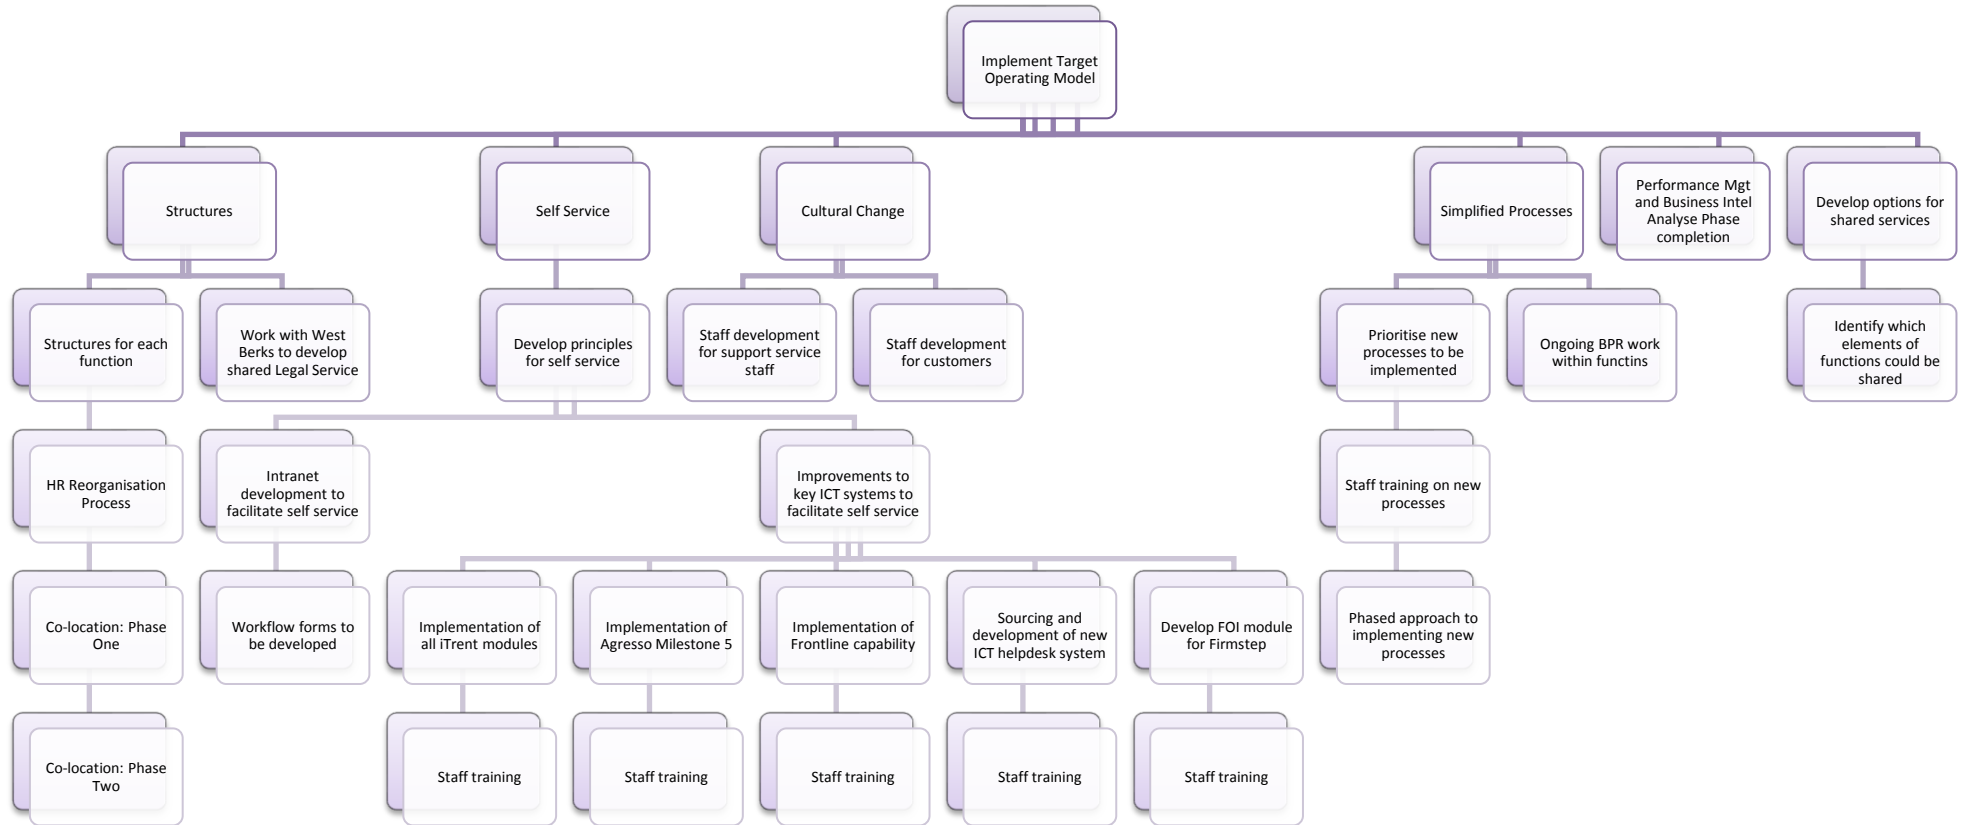 Implement Target
Operating Model
Structures
Self Service
Cultural Change
Simplified Processes
Performance Mgt
and Business Intel
Analyse Phase
completion
Develop options for
shared services
Structures for each
function
Work with West
Berks to develop
shared Legal Service
Develop principles
for self service
Staff development
for support service
staff
Staff development
for customers
Prioritise new
processes to be
implemented
Ongoing BPR work
within functins
Identify which
elements of
functions could be
shared
HR Reorganisation
Process
Intranet
development to
facilitate self service
Improvements to
key ICT systems to
facilitate self service
Staff training on new
processes
Co-location: Phase
One
Workflow forms to
be developed
Implementation of
all iTrent modules
Implementation of
Agresso Milestone 5
Implementation of
Frontline capability
Sourcing and
development of new
ICT helpdesk system
Develop FOI module
for Firmstep
Phased approach to
implementing new
processes
Co-location: Phase
Two
Staff training
Staff training
Staff training
Staff training
Staff training